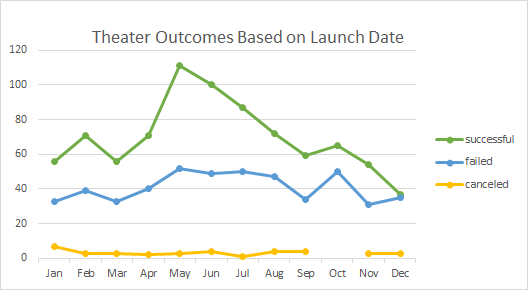 Theater Outcomes Based on Launch Date
120
100
80
60
40
20
0
Jan Feb Mar Apr May Jun Jul Aug Sep Oct Nov Dec
successful
failed
canceled